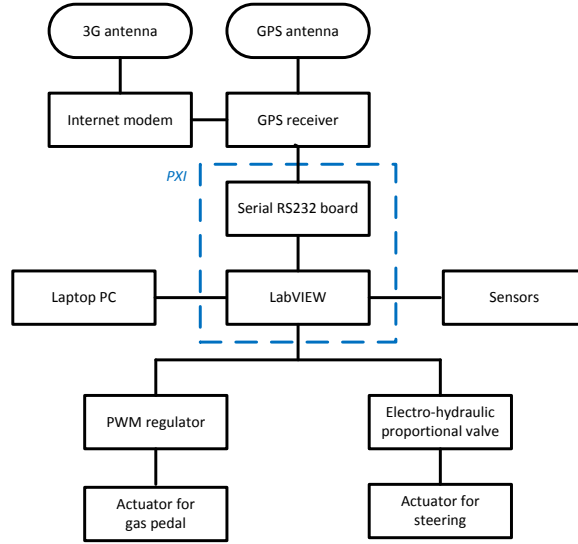 3G antenna
GPS antenna
Internet modem
GPS receiver
PXI
Serial RS232 board
Laptop PC
LabVIEW
Sensors
PWM regulator
Electro-hydraulic
proportional valve
Actuator for
gas pedal
Actuator for
steering